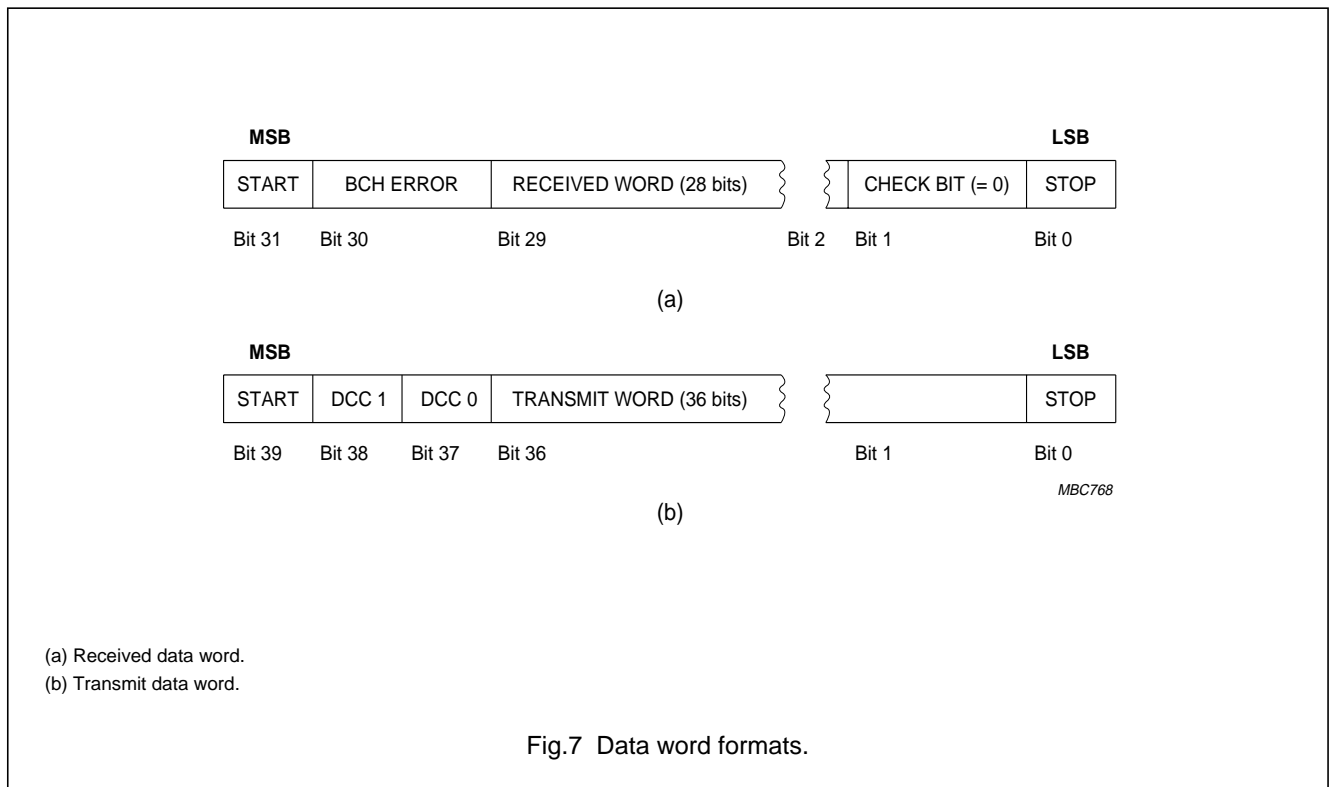 MSB LSB
START BCH ERROR RECEIVED WORD (28 bits) CHECK BIT (= 0) STOP
Bit 31 Bit 30 Bit 29 Bit 2 Bit 1 Bit 0
(a)
MSB LSB
START DCC 1 DCC 0 TRANSMIT WORD (36 bits) STOP
Bit 39 Bit 38 Bit 37 Bit 36 Bit 1 Bit 0
MBC768
(b)
(a) Received data word.
(b) Transmit data word.
Fig.7 Data word formats.